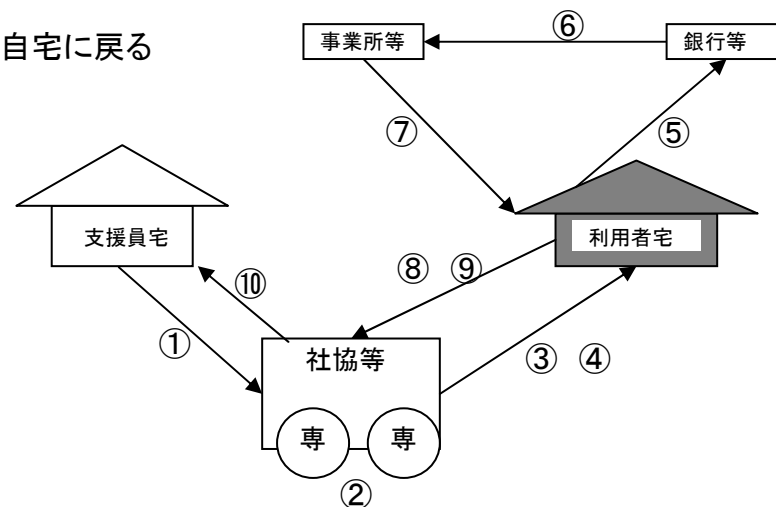 自宅に戻る
事業所等
⑥
銀行等
⑦
⑤
支援員宅
利用者宅
⑧ ⑨
⑩
①
社協等
③ ④
専 専
②